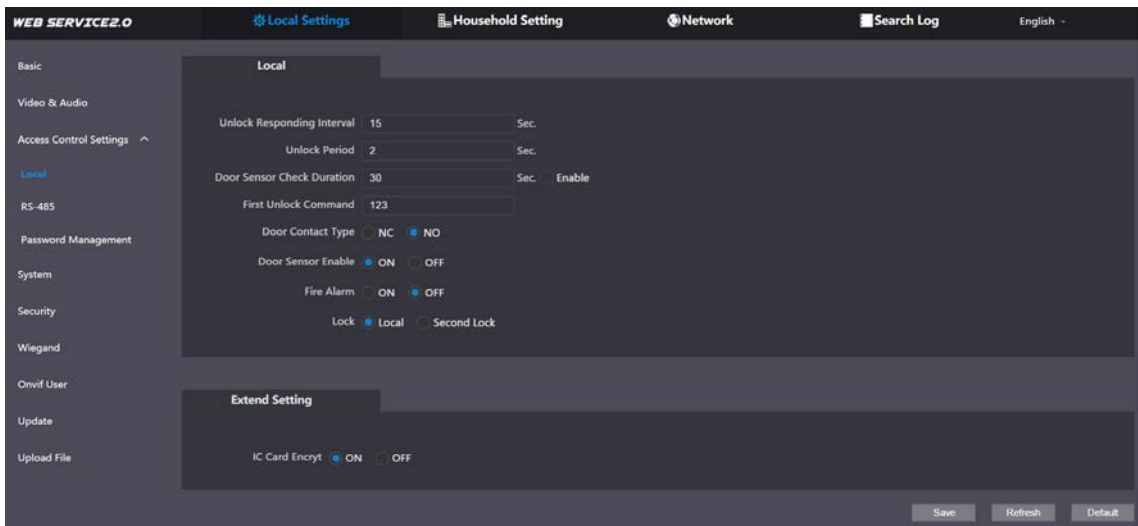 WEB SERVICE2.0 Local Settings Household Setting Network Search Log English
Basic
Local
Video & Audio
Unlock Responding Interval 15 Sec.
Access Control Settings
Unlock Period 2 Sec.
Local
Door Sensor Check Duration 30 Sec. Enable
RS-485
First Unlock Command 123
Door Contact Type NC NO
Password Management
Door Sensor Enable ON OFF
System
Fire Alarm ON OFF
Security
Lock Local Second Lock
Wiegand
Onvif User
Extend Setting
Update
Upload File
IC Card Encryt ON OFF
Save Refresh Default